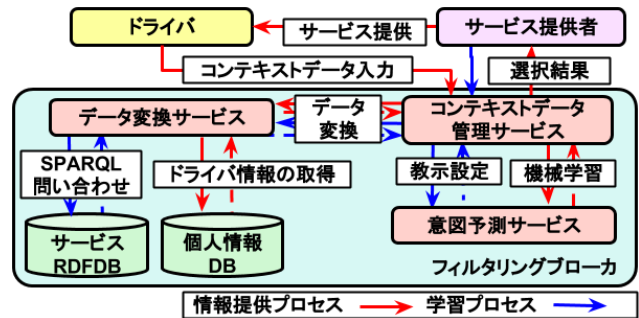 ドライバ
サービス提供
サービス提供者
コンテキストデータ入力
選択結果
データ変換サービス
データ
変換
コンテキストデータ
管理サービス
SPARQL
問い合わせ
ドライバ情報の取得
教示設定
機械学習
サービス
RDFDB
個人情報
DB
意図予測サービス
フィルタリングブローカ
情報提供プロセス
学習プロセス